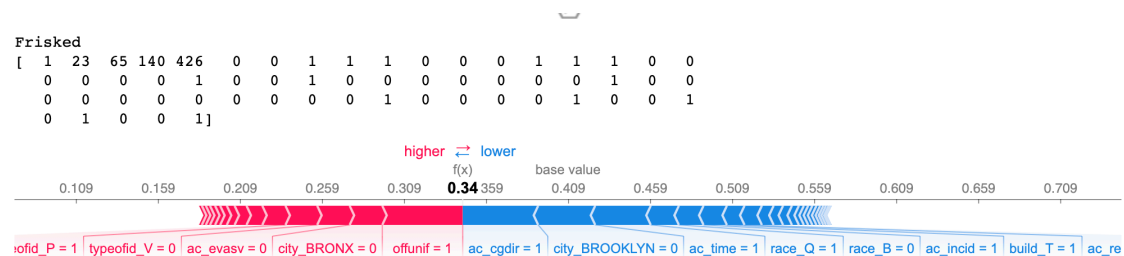 Frisked
[ 1 23 65 140 426 0 0 1 1 1 0 0 0 1 1 1 0 0
0 0 0 0 1 0 0 1 0 0 0 0 0 0 0 1 0 0
0 0 0 0 0 0 0 0 0 1 0 0 0 0 1 0 0 1
0 1 0 0 1]
higher lower
f(x) base value
0.109 0.159 0.209 0.259 0.309 0.34 359 0.409 0.459 0.509 0.559 0.609 0.659 0.709
eofid_P = 1 typeofid_V = 0 ac_evasv = 0 city_BRONX = 0 offunif = 1 ac_cgdir = 1 city_BROOKLYN = 0 ac_time = 1 race_Q = 1 race_B = 0 ac_incid = 1 build_T = 1 ac_re